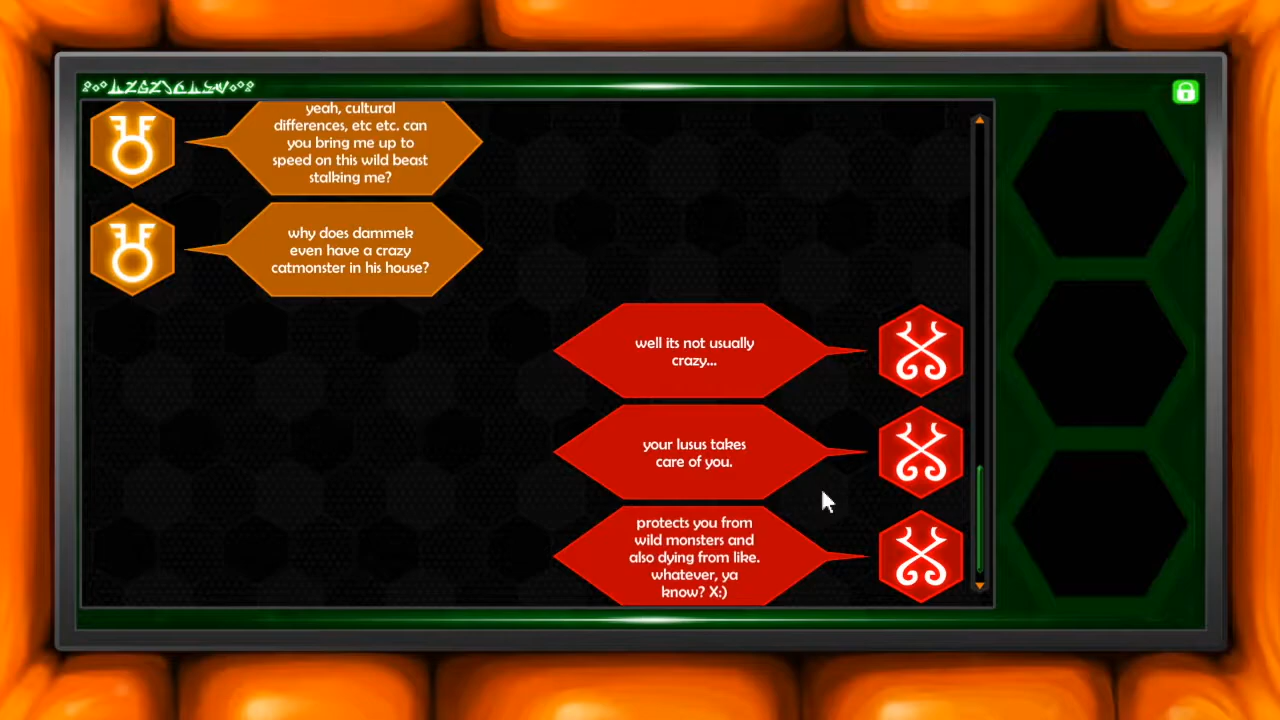 yeah, cultural
differences, etc etc. can
you bring me up to
speed on this wild beast
stalking me?
why does dammek
even have a crazy
catmonster in his house?
well its not usually
crazy...
your lusus takes
care of you.
protects you from
wild monsters and
also dying from like.
whatever, ya
know? X:)